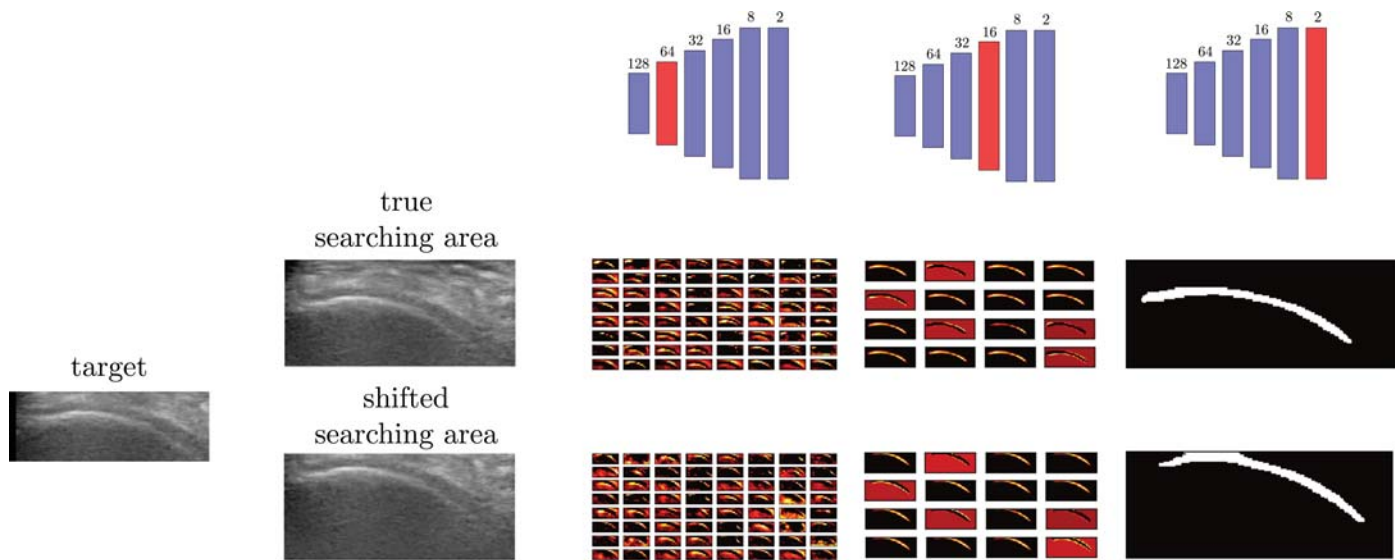 128 64 32 16 8 2
128 64 32 16 8 2
128 64 32 16 8 2
true
searching area
target
shifted
searching area